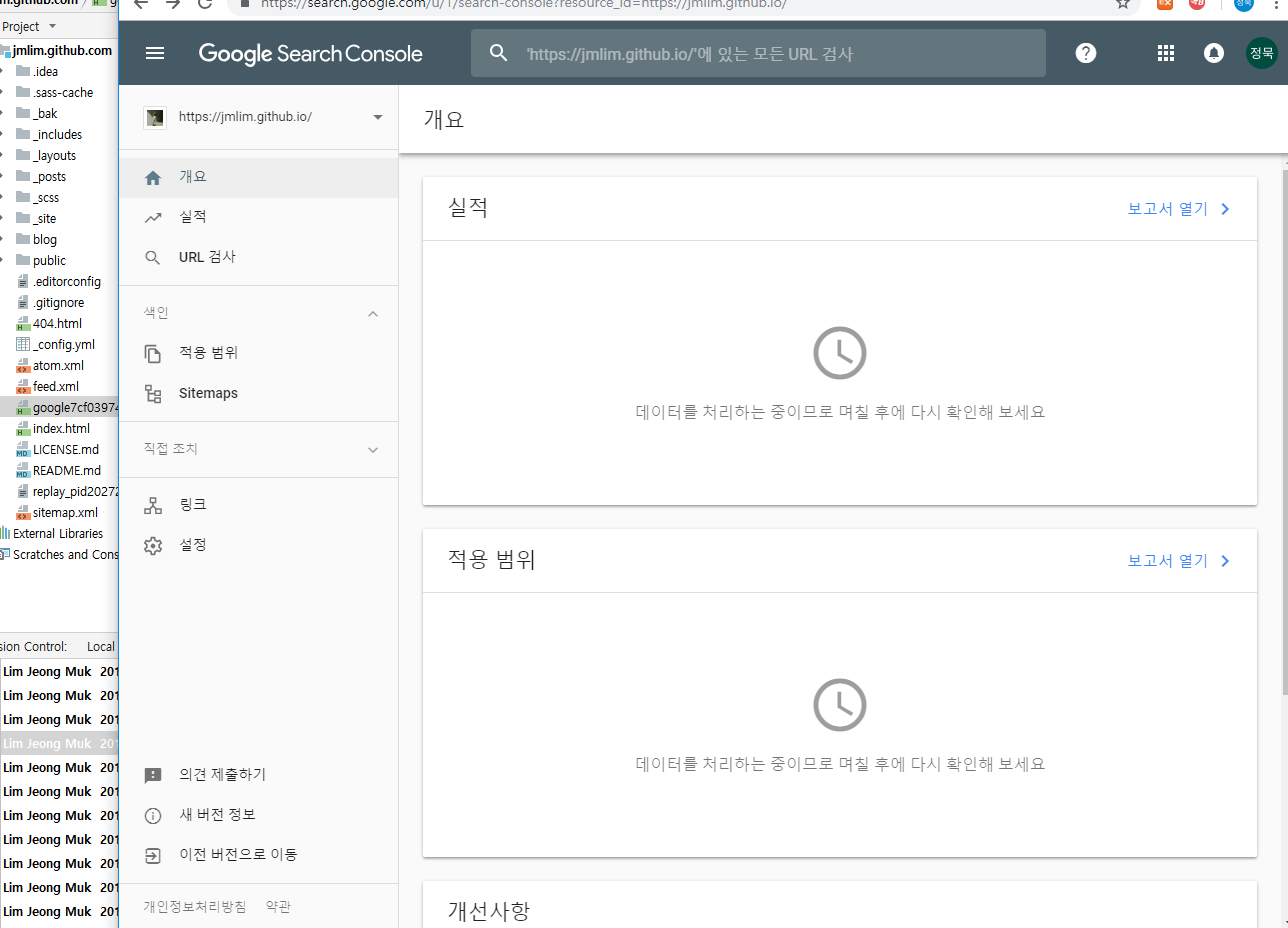 https://search.google.com/u/1/search-console?resource_id=https://jmlim.github.io/
정묵
Project
jmlim.github.com
.idea
.sass-cache
_bak
_includes
_layouts
_posts
_scss
_site
blog
public
.editorconfig
.gitignore
404.html
_config.yml
atom.xml
feed.xml
google7cf03974
index.html
LICENSE.md
README.md
replay_pid20272
sitemap.xml
External Libraries
Scratches and Cons
sion Control: Local
Lim Jeong Muk 201
Lim Jeong Muk 201
Lim Jeong Muk 201
Lim Jeong Muk 201
Lim Jeong Muk 201
Lim Jeong Muk 201
Lim Jeong Muk 201
Lim Jeong Muk 201
Lim Jeong Muk 201
Lim Jeong Muk 201
Lim Jeong Muk 201
Google Search Console
'https://jmlim.github.io/'에 있는 모든 URL 검사
정묵
https://jmlim.github.io/
개요
실적
URL 검사
색인
적용 범위
Sitemaps
직접 조치
링크
설정
의견 제출하기
새 버전 정보
이전 버전으로 이동
개인정보처리방침 약관
개요
실적
보고서 열기
데이터를 처리하는 중이므로 며칠 후에 다시 확인해 보세요
적용 범위
보고서 열기
데이터를 처리하는 중이므로 며칠 후에 다시 확인해 보세요
개선사항